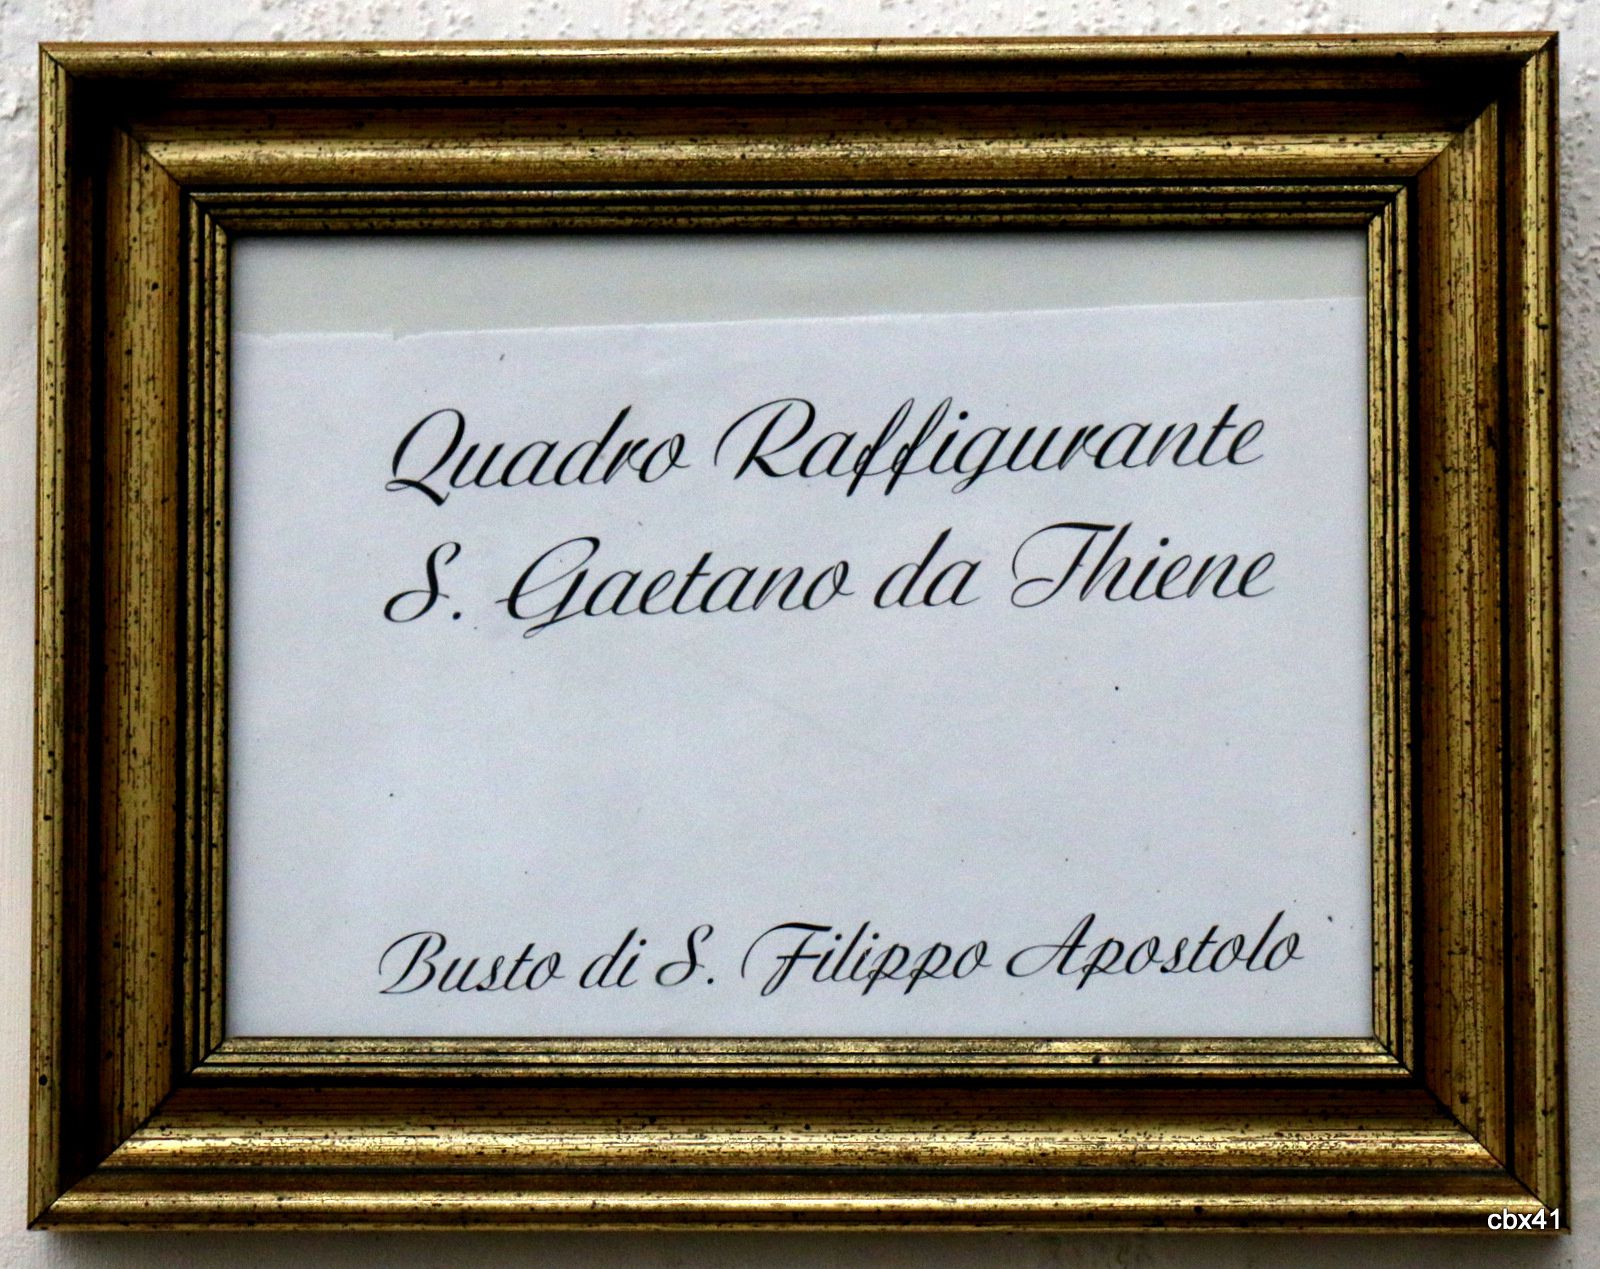 Quadro Raffigurante
S. Gaetano da Thiene
Busto di S. Filippo Apostolo
cbx41